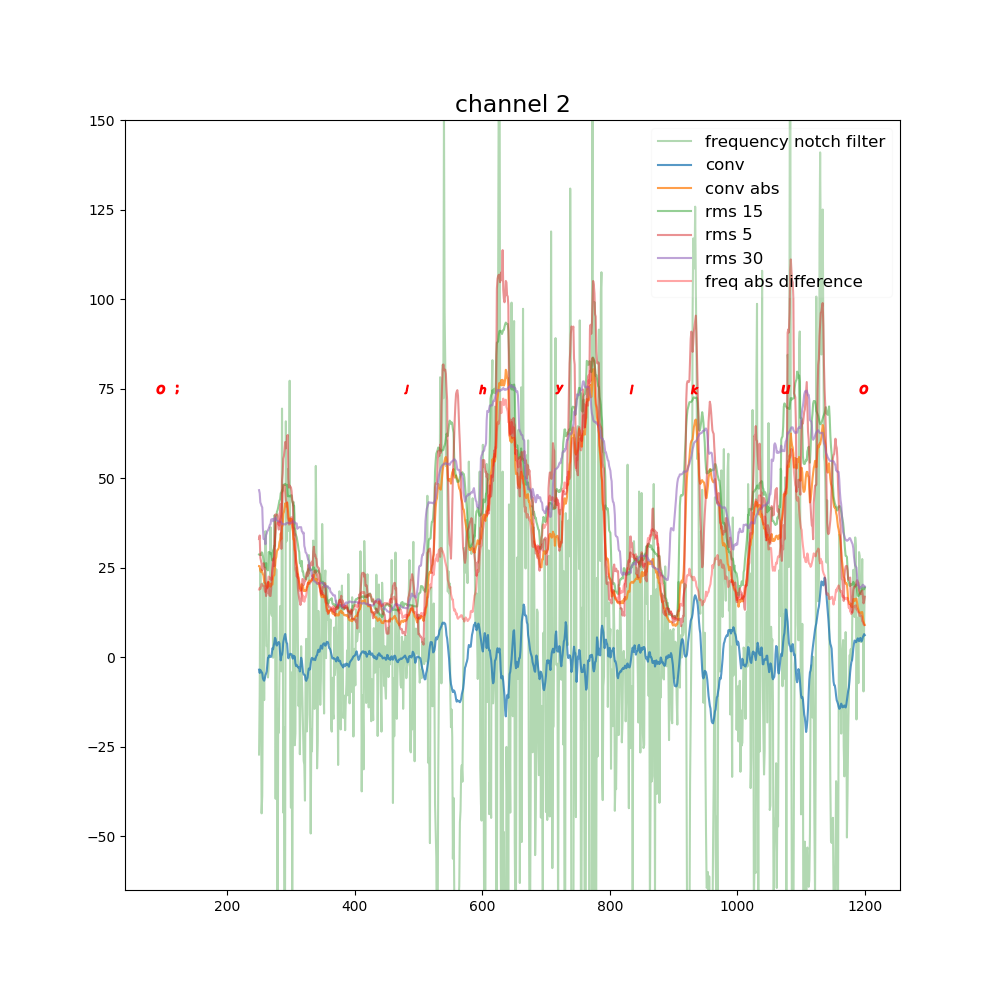 channel 2
150
125
100
75
50
25
0
−25
−50
frequency notch filter
conv
conv abs
rms 15
rms 5
rms 30
freq abs difference
o ; j h y l k u o
200 400 600 800 1000 1200